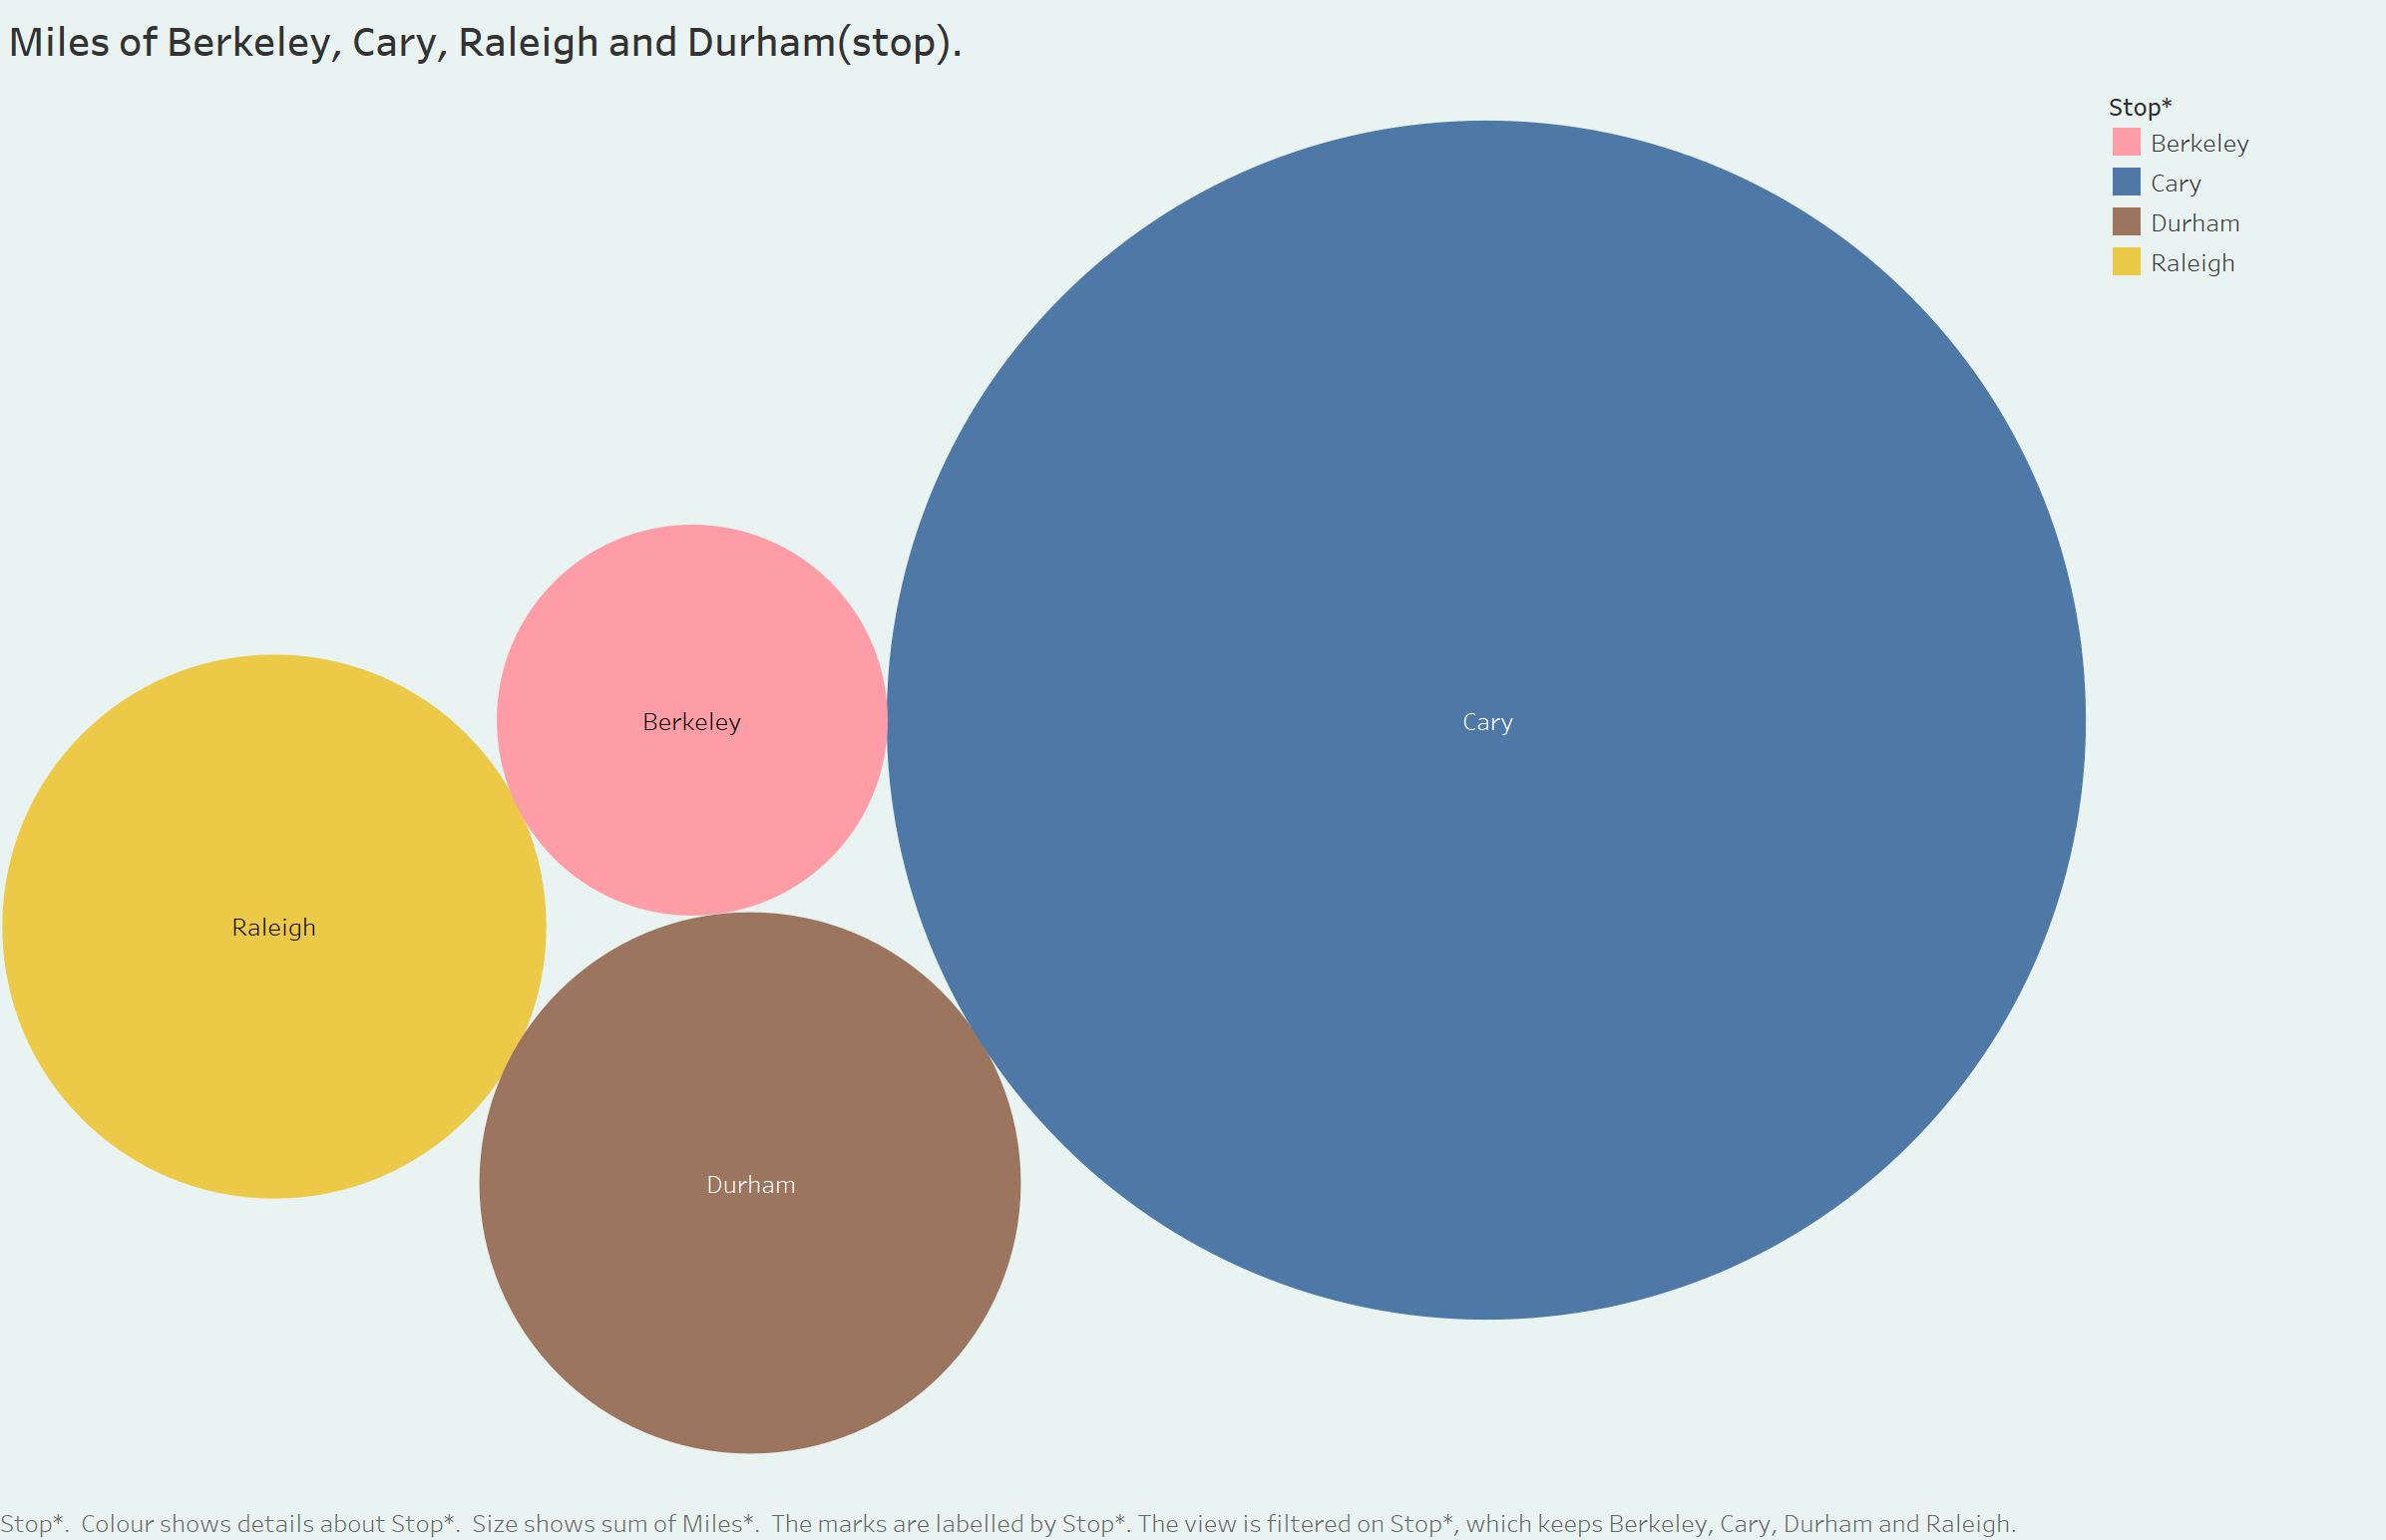 Miles of Berkeley, Cary, Raleigh and Durham(stop).
Stop*
Berkeley
Cary
Durham
Raleigh
Berkeley
Cary
Raleigh
Durham
Stop*.  Colour shows details about Stop*.  Size shows sum of Miles*.  The marks are labelled by Stop*. The view is filtered on Stop*, which keeps Berkeley, Cary, Durham and Raleigh.